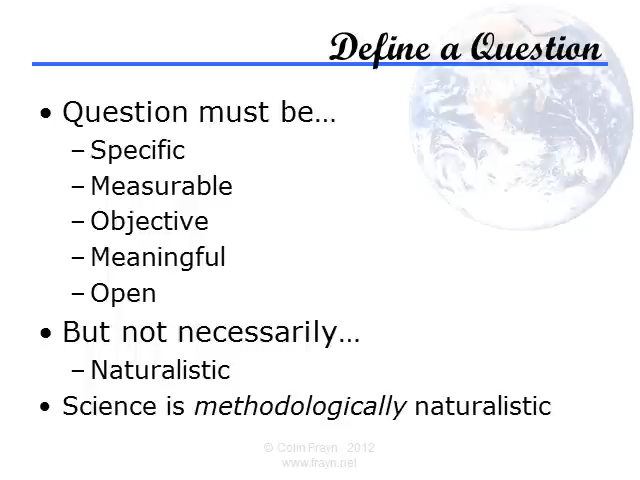 Define a Question
• Question must be…
– Specific
– Measurable
– Objective
– Meaningful
– Open
• But not necessarily…
– Naturalistic
• Science is methodologically naturalistic
© Colin Frayn 2012
www.frayn.net